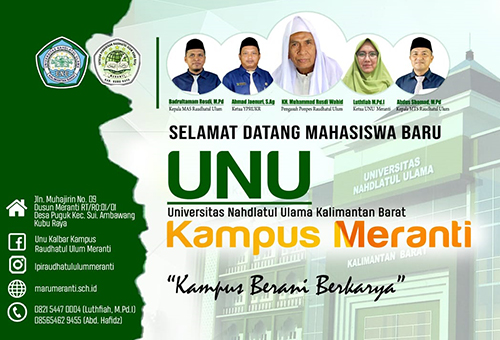 Badruttamam Rosdi, M.Pd
Kepala MAS Raudhatul Ulum
Ahmad Jaenuri, S.Ag
Ketua YPRUKR
KH. Muhammad Rusdi Wahid
Pengasuh Ponpes Raudhatul Ulum
Luthfiah M.Pd.I
Ketua UNU Meranti
Abdus Shomad, M.Pd
Kepala MTS Raudhatul Ulum
SELAMAT DATANG MAHASISWA BARU
UNU
Universitas Nahdlatul Ulama Kalimantan Barat
Kampus Meranti
"Kampus Berani Berkarya"
UNIVERSITAS
NAHDLATUL ULAMA
KALIMANTAN BARAT
Jln. Muhajirin No. 09
Dusun Meranti RT/RO:01/01
Desa Puguk Kec. Sui. Ambawang
Kubu Raya
Unu Kalbar Kampus
Raudhatul Ulum Meranti
lpiraudhatululummeranti
marumeranti.sch.id
0821 5447 0004 (Luthfiah, M.Pd.I)
08565462 9455 (Abd. Hafidz)